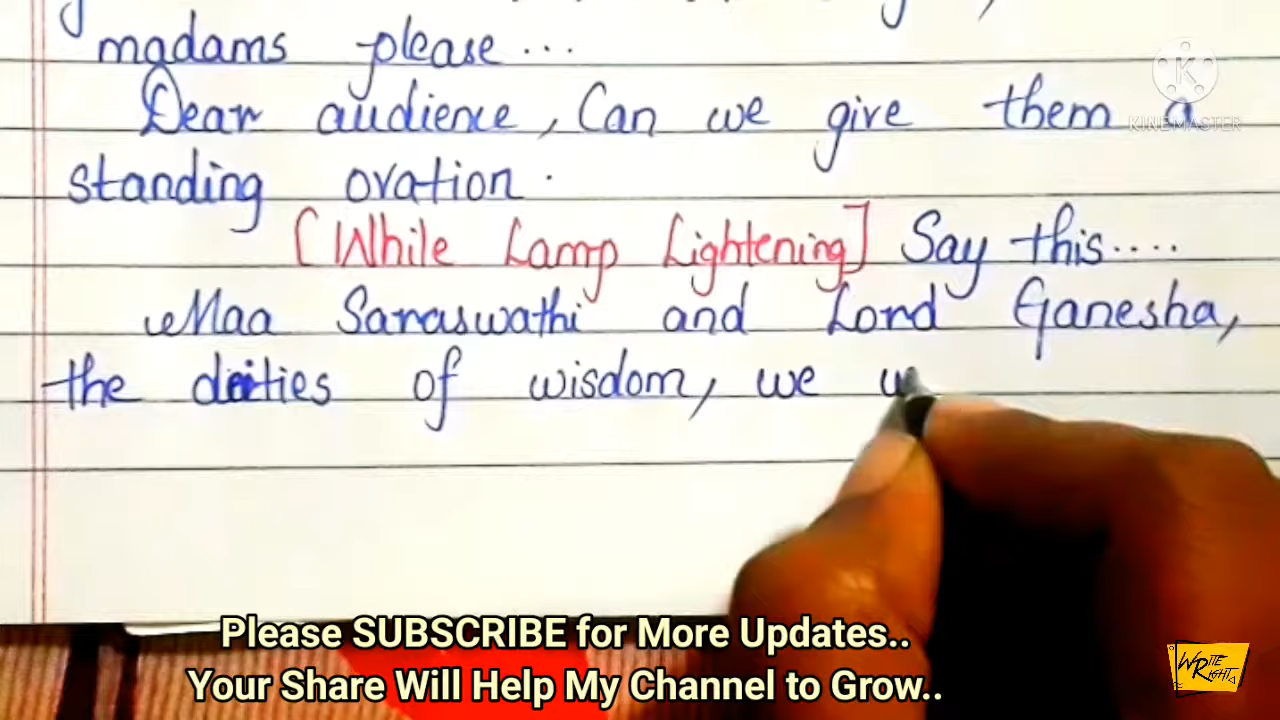 madams please...
Dear audience, Can we give them a
standing ovation.
[While Lamp Lightening] Say this....
Maa Saraswathi and Lord Ganesha,
the deities of wisdom, we
KINEMASTER
Please SUBSCRIBE for More Updates..
Your Share Will Help My Channel to Grow..
WRITE
RIGHT